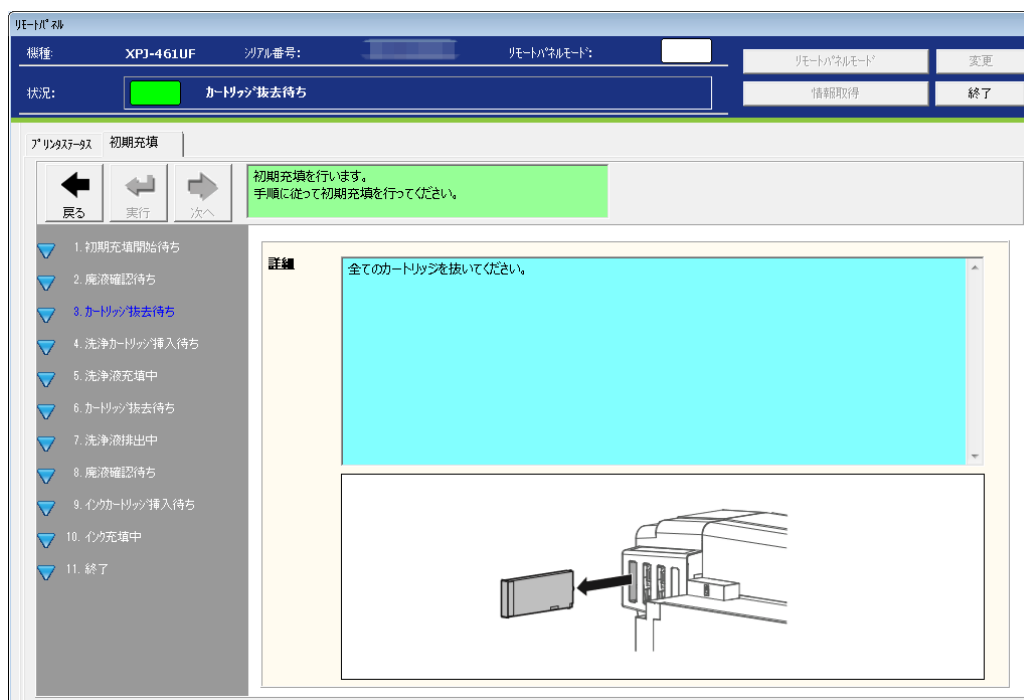 リモートパネル
機種: XPJ-461UF シリアル番号: リモートパネルモード:
リモートパネルモード 変更
状況: カートリッジ抜去待ち
情報取得 終了
プリンタステータス 初期充填
戻る 実行 次へ
初期充填を行います。
手順に従って初期充填を行ってください。
1. 初期充填開始待ち
2. 廃液確認待ち
3. カートリッジ抜去待ち
4. 洗浄カートリッジ挿入待ち
5. 洗浄液充填中
6. カートリッジ抜去待ち
7. 洗浄液排出中
8. 廃液確認待ち
9. インクカートリッジ挿入待ち
10. インク充填中
11. 終了
詳細
全てのカートリッジを抜いてください。